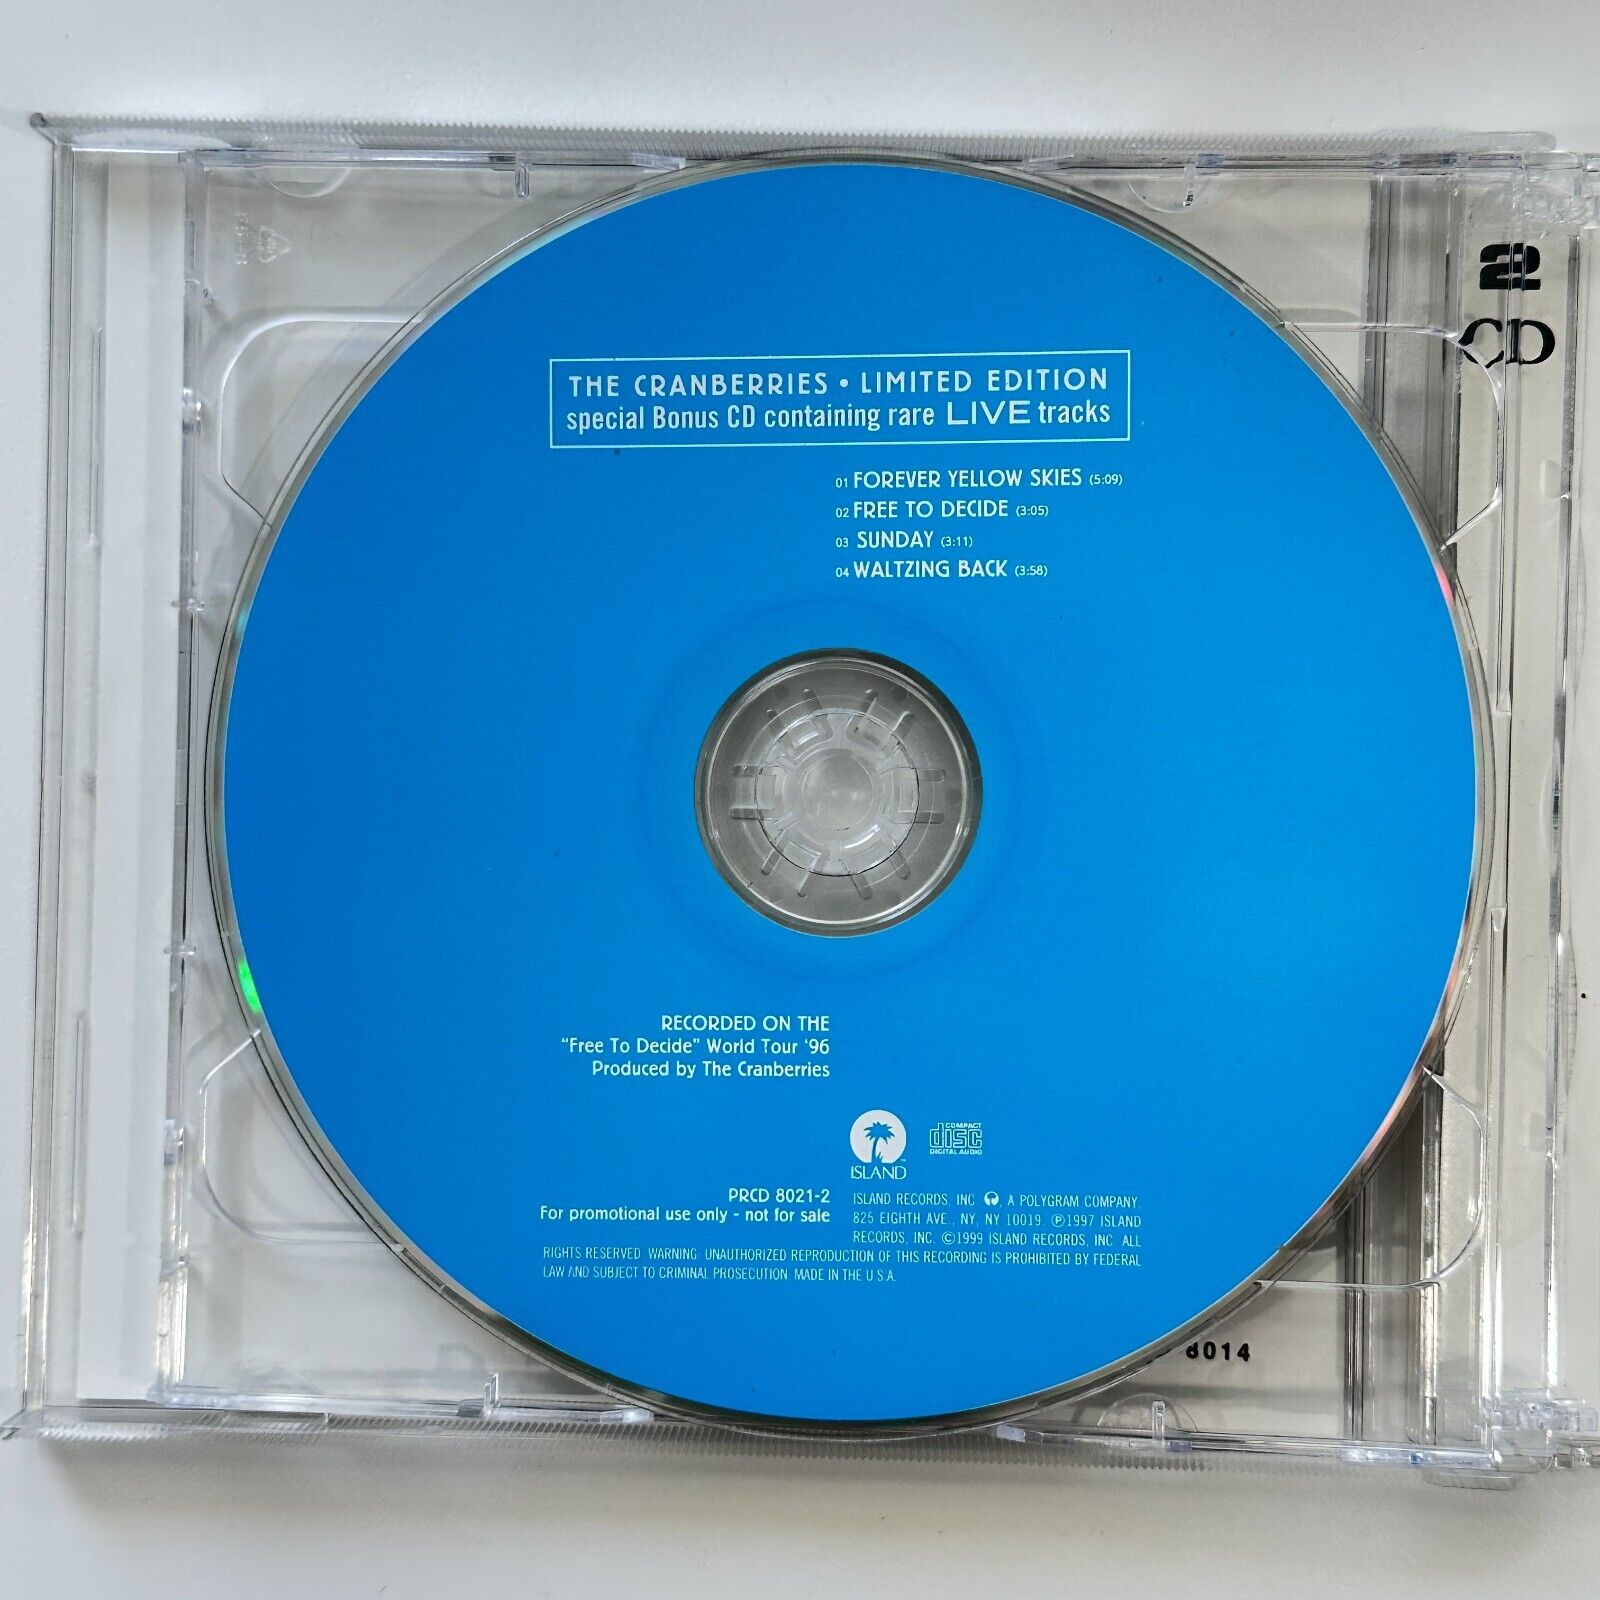 THE CRANBERRIES • LIMITED EDITION
special Bonus CD containing rare LIVE tracks
01 FOREVER YELLOW SKIES (5:09)
02 FREE TO DECIDE (3:05)
03 SUNDAY (3:11)
04 WALTZING BACK (3:58)
RECORDED ON THE
"Free To Decide" World Tour '96
Produced by The Cranberries
ISLAND
COMPACT
disc
DIGITAL AUDIO
PRCD 8021-2
For promotional use only - not for sale
ISLAND RECORDS, INC , A POLYGRAM COMPANY,
825 EIGHTH AVE., NY, NY 10019. ℗1997 ISLAND
RECORDS, INC. ©1999 ISLAND RECORDS, INC. ALL
RIGHTS RESERVED. WARNING: UNAUTHORIZED REPRODUCTION OF THIS RECORDING IS PROHIBITED BY FEDERAL
LAW AND SUBJECT TO CRIMINAL PROSECUTION. MADE IN THE U.S.A.
2
CD
8014